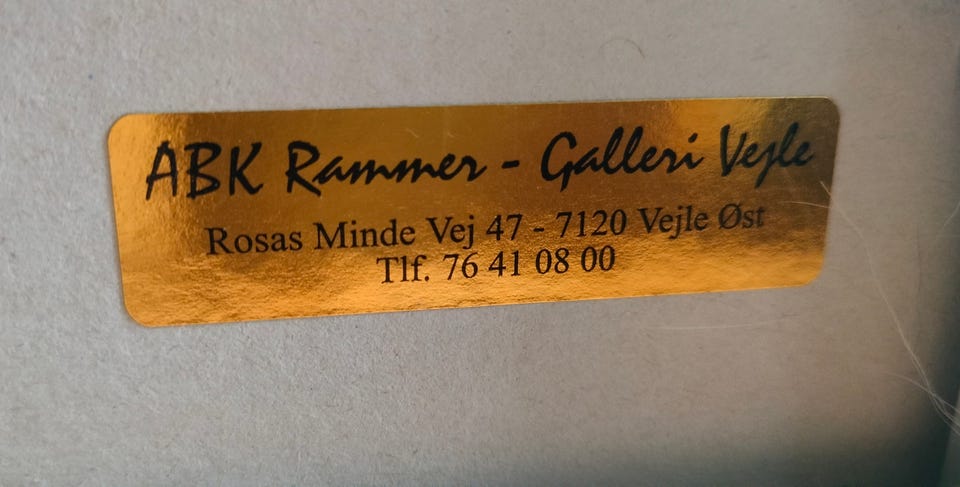 ABK Rammer - Galleri Vejle
Rosas Minde Vej 47 - 7120 Vejle Øst
Tlf. 76 41 08 00